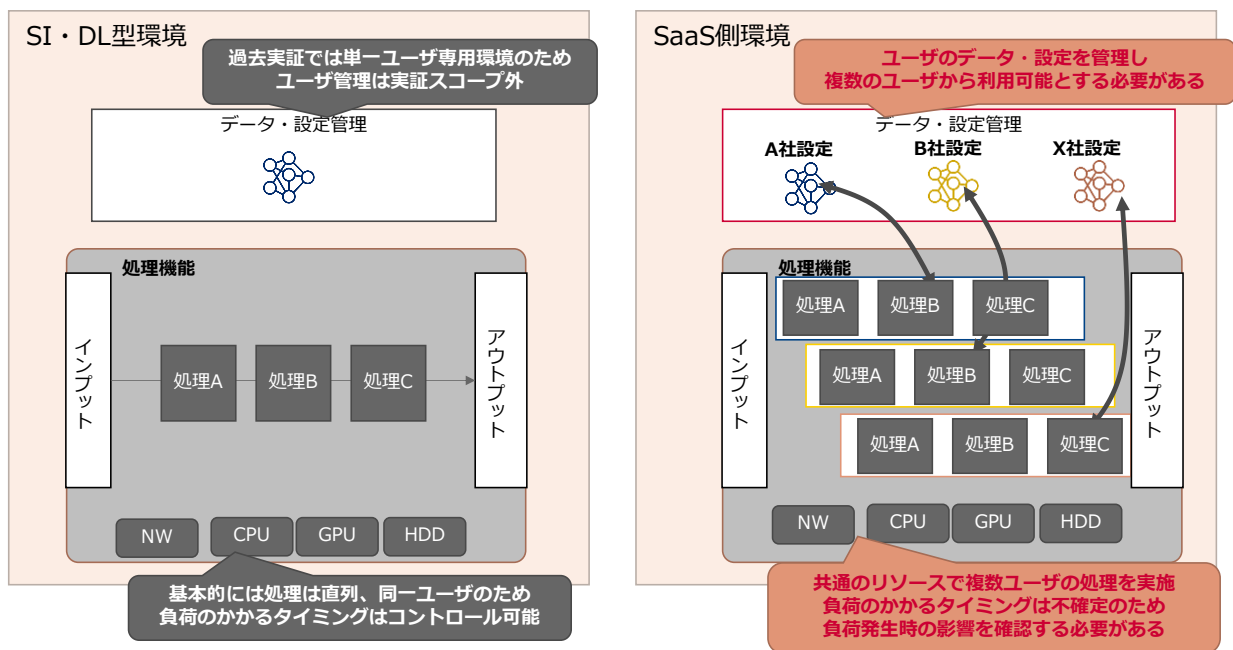 SI・DL型環境
過去実証では単一ユーザ専用環境のため
ユーザ管理は実証スコープ外
データ・設定管理
処理機能
インプット
処理A
処理B
処理C
アウトプット
NW
CPU
GPU
HDD
基本的には処理は直列、同一ユーザのため
負荷のかかるタイミングはコントロール可能
SaaS側環境
ユーザのデータ・設定を管理し
複数のユーザから利用可能とする必要がある
データ・設定管理
A社設定
B社設定
X社設定
処理機能
インプット
処理A
処理B
処理C
処理A
処理B
処理C
処理A
処理B
処理C
アウトプット
NW
CPU
GPU
HDD
共通のリソースで複数ユーザの処理を実施
負荷のかかるタイミングは不確定のため
負荷発生時の影響を確認する必要がある